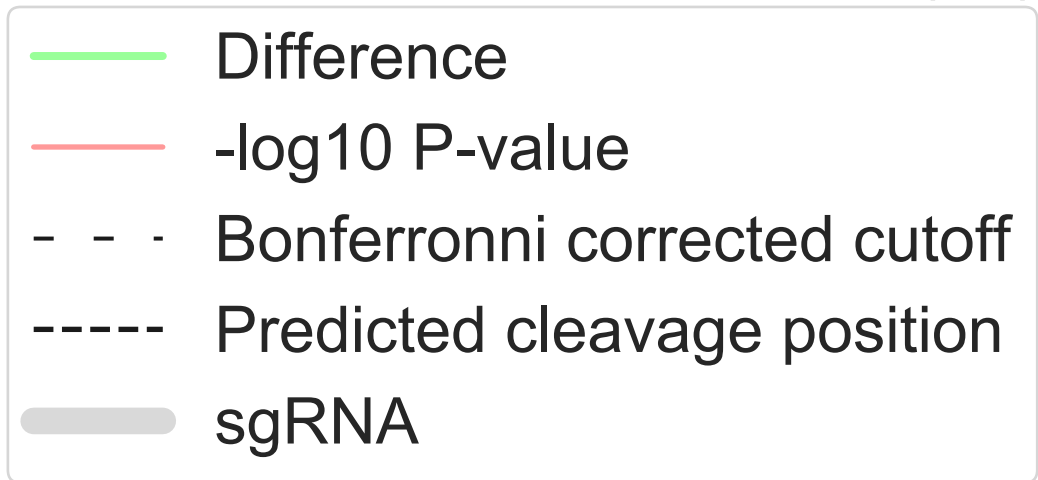 Difference
-log10 P-value
Bonferronni corrected cutoff
Predicted cleavage position
sgRNA